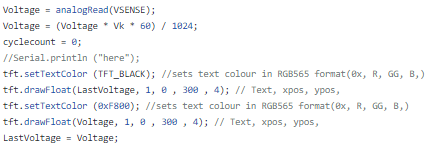 Voltage = analogRead(VSENSE);
Voltage = (Voltage * Vk * 60) / 1024;
cyclecount = 0;
//Serial.println ("here");
tft.setTextColor (TFT_BLACK); //sets text colour in RGB565 format(0x, R, GG, B,)
tft.drawFloat(LastVoltage, 1, 0 , 300 , 4); // Text, xpos, ypos,
tft.setTextColor (0xF800); //sets text colour in RGB565 format(0x, R, GG, B,)
tft.drawFloat(Voltage, 1, 0 , 300 , 4); // Text, xpos, ypos,
LastVoltage = Voltage;